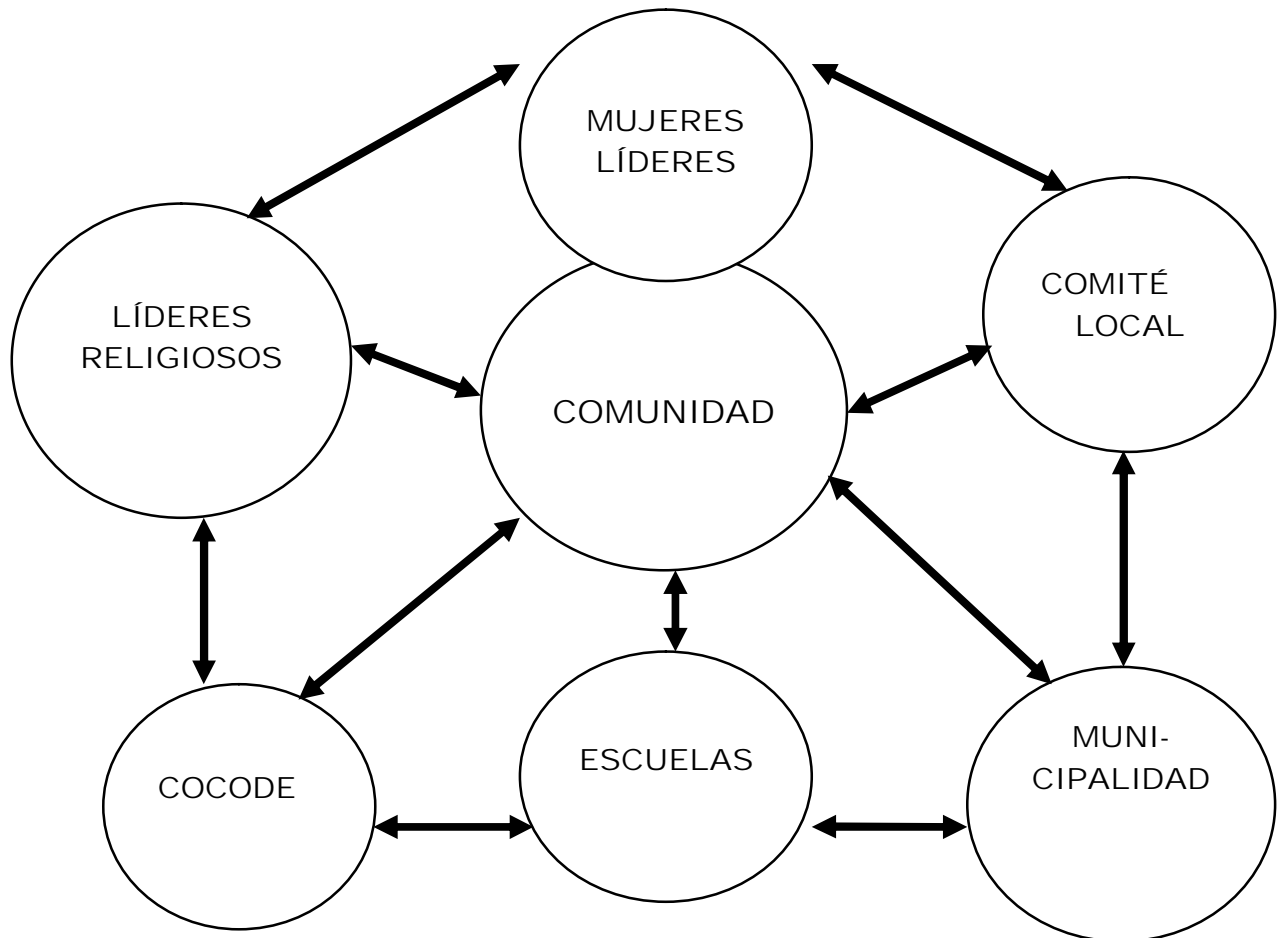 MUJERES
LÍDERES
COMITÉ
LOCAL
LÍDERES
RELIGIOSOS
COMUNIDAD
MUNI-
CIPALIDAD
ESCUELAS
COCODE